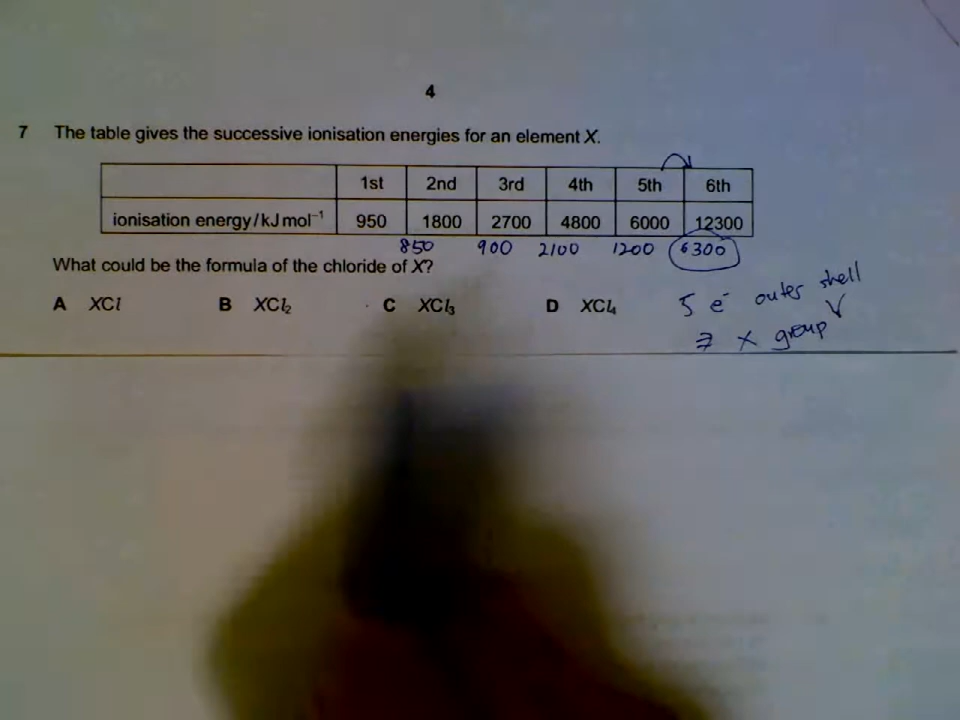 4
7 The table gives the successive ionisation energies for an element X.
1st 2nd 3rd 4th 5th 6th
ionisation energy/kJ mol⁻¹ 950 1800 2700 4800 6000 12300
850 900 2100 1200 6300
What could be the formula of the chloride of X?
A XCl B XCl₂ C XCl₃ D XCl₄
5 e⁻ outer shell
X group V